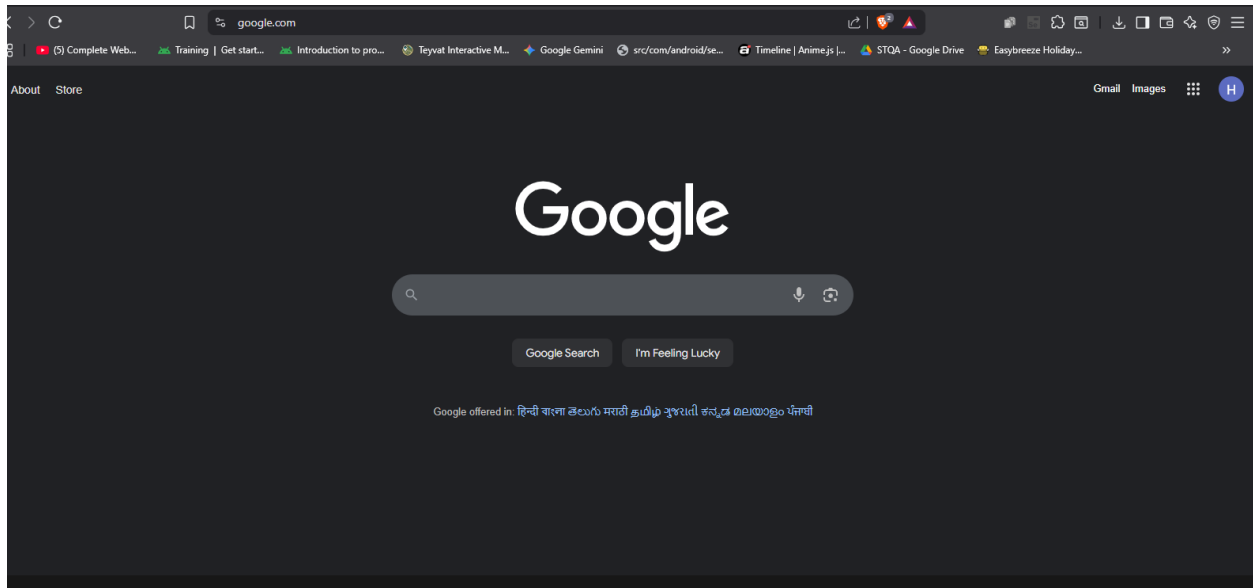 google.com
2
(5) Complete Web... Training | Get start... Introduction to pro... Teyvat Interactive M... Google Gemini src/com/android/se... Timeline | Anime.js |... STQA - Google Drive Easybreeze Holiday... »
About Store
Gmail Images H
Google
Google Search I'm Feeling Lucky
Google offered in: हिन्दी বাংলা తెలుగు मराठी தமிழ் ગુજરાતી ಕನ್ನಡ മലയാളം ਪੰਜਾਬੀ